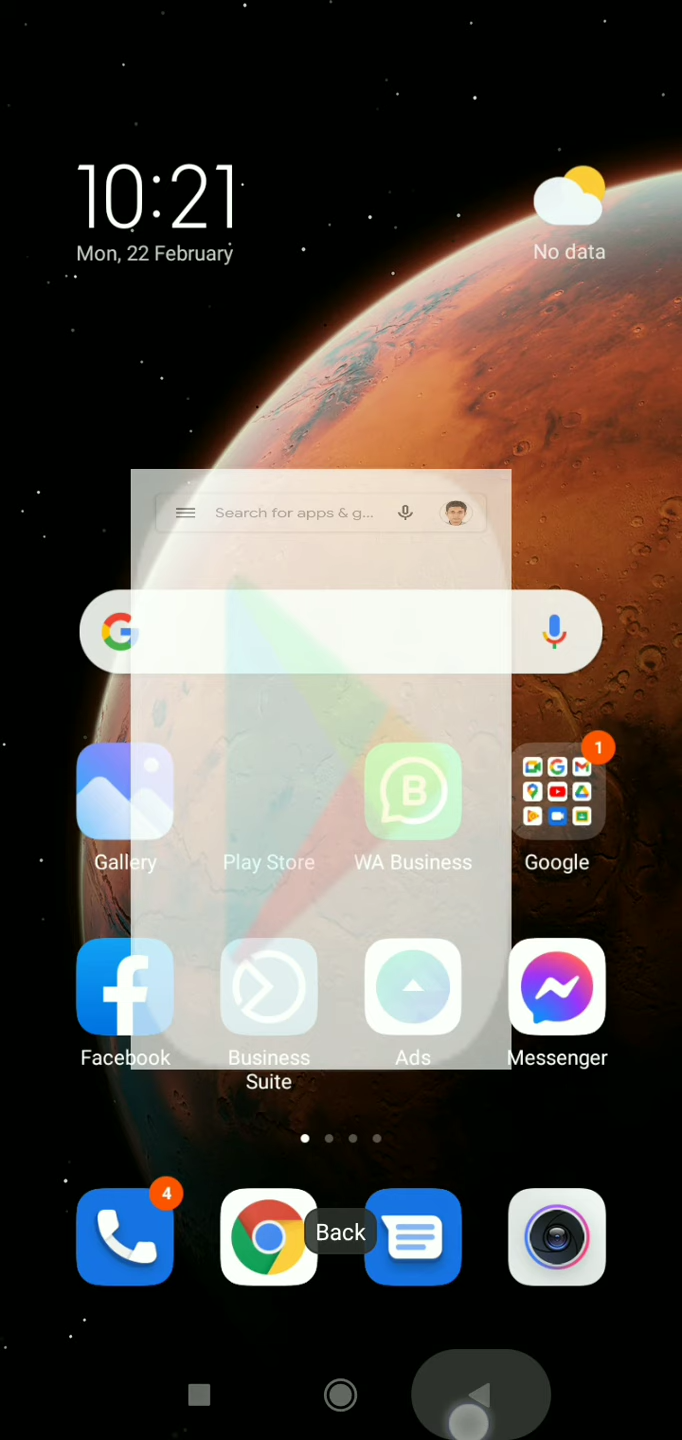 10:21
Mon, 22 February
No data
Search for apps & g...
Gallery
Play Store
B
WA Business
1
Google
Facebook
Business
Suite
Ads
Messenger
4
Back